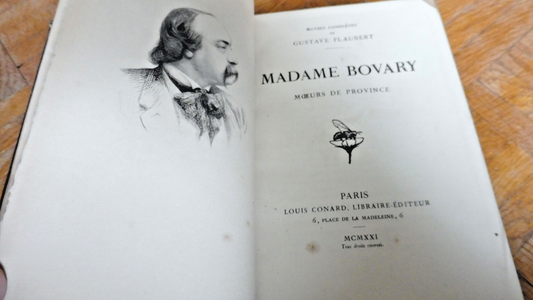 ŒUVRES COMPLÈTES
DE
GUSTAVE FLAUBERT
MADAME BOVARY
MŒURS DE PROVINCE
PARIS
LOUIS CONARD, LIBRAIRE-ÉDITEUR
6, PLACE DE LA MADELEINE, 6
MCMXXI
Tous droits réservés.